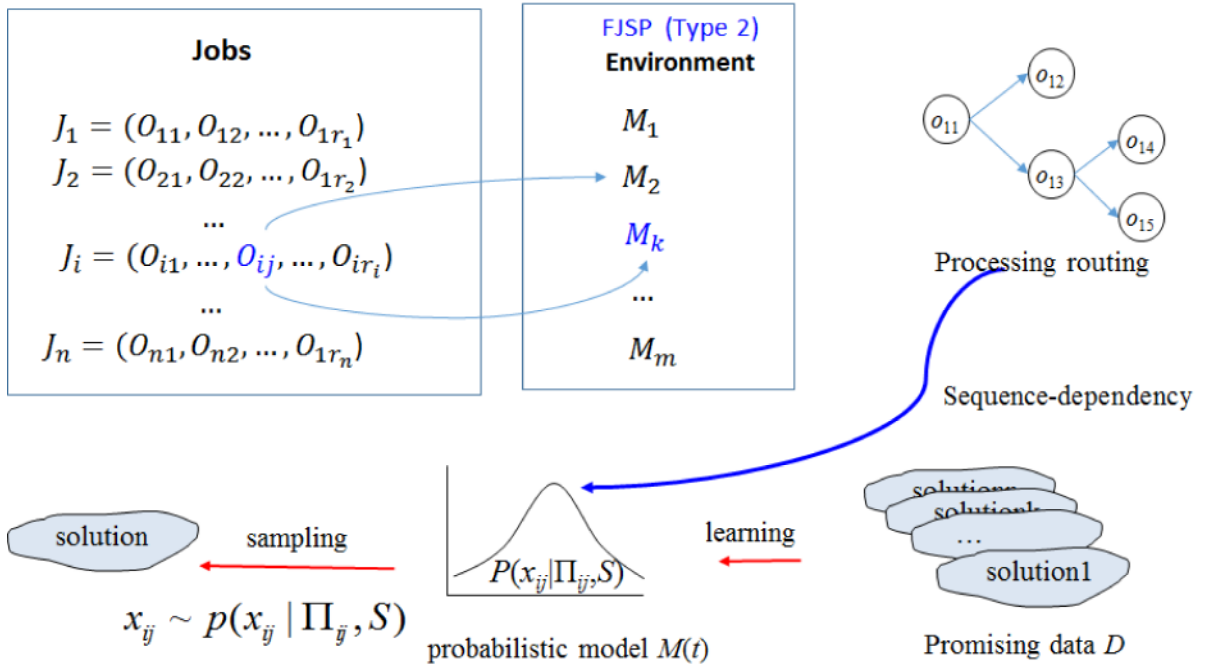 Jobs
J₁ = (O₁₁, O₁₂, ..., O₁ᵣ₁)
J₂ = (O₂₁, O₂₂, ..., O₁ᵣ₂)
...
Jᵢ = (Oᵢ₁, ..., Oᵢⱼ, ..., Oᵢᵣᵢ)
...
Jₙ = (Oₙ₁, Oₙ₂, ..., O₁ᵣₙ)
FJSP (Type 2)
Environment
M₁
M₂
Mₖ
...
Mₘ
o₁₂
o₁₁
o₁₄
o₁₃
o₁₅
Processing routing
Sequence-dependency
solution
sampling
xᵢⱼ ~ p(xᵢⱼ | Πᵢⱼ, S)
P(xᵢⱼ|Πᵢⱼ,S)
probabilistic model M(t)
learning
solutionk
...
solution1
Promising data D